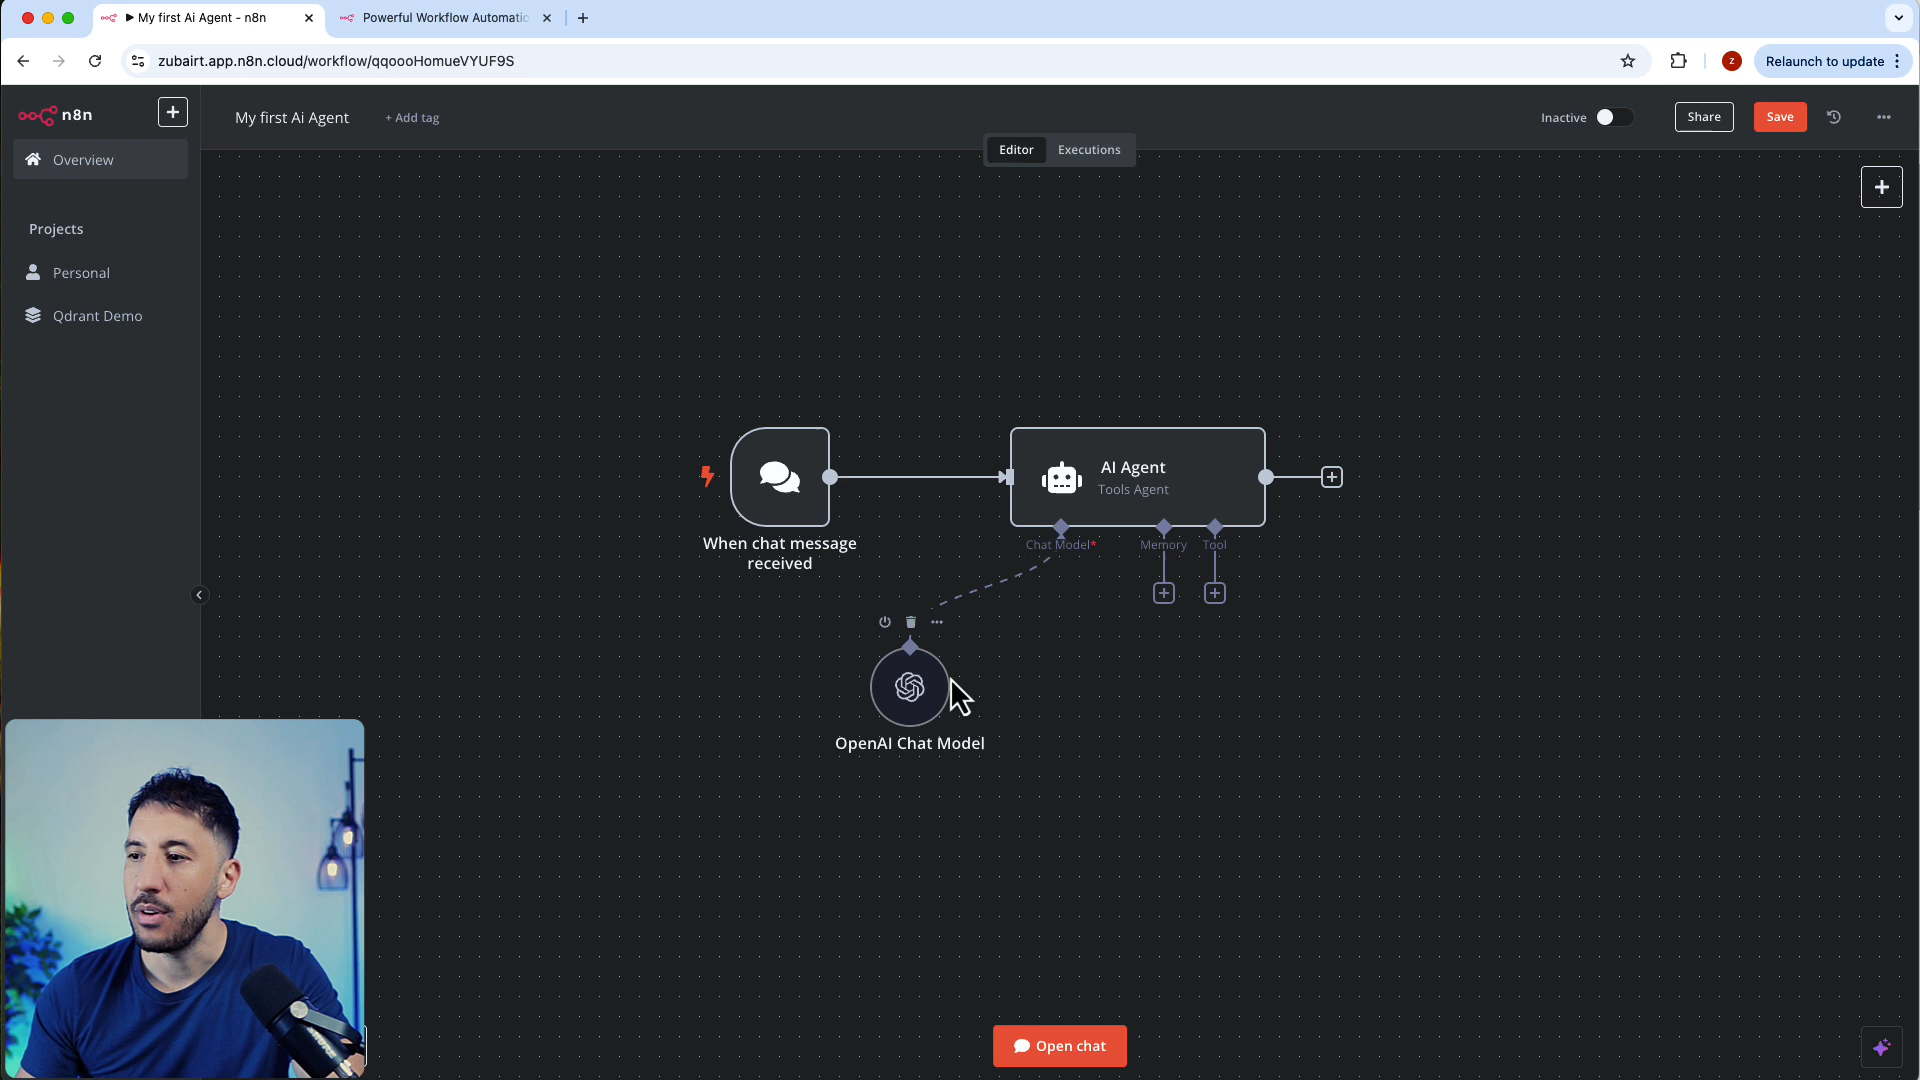 My first Ai Agent - n8n
Powerful Workflow Automatio
zubairt.app.n8n.cloud/workflow/qqoooHomueVYUF9S
z
Relaunch to update
n8n
My first Ai Agent
+ Add tag
Inactive
Share
Save
Editor
Executions
Overview
Projects
Personal
Qdrant Demo
AI Agent
Tools Agent
When chat message
received
Chat Model*
Memory
Tool
OpenAI Chat Model
Open chat